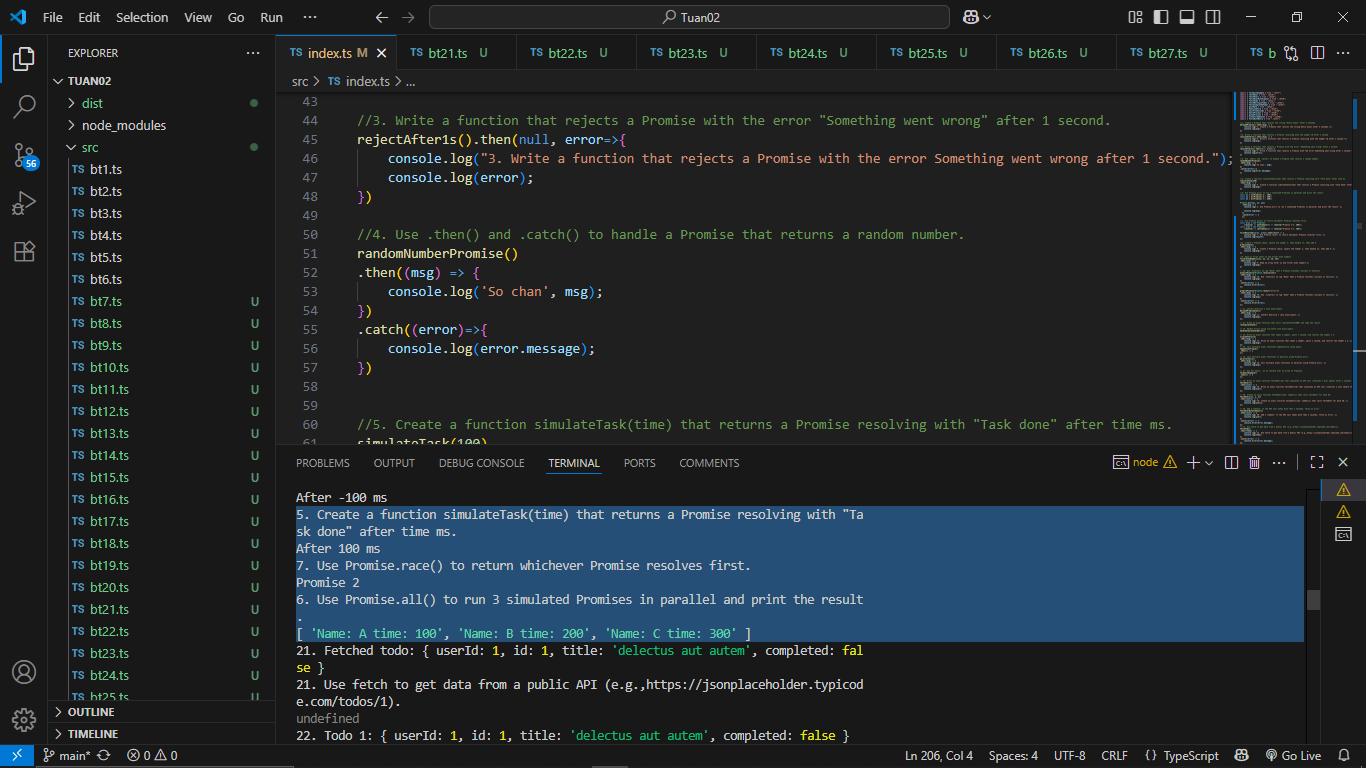 File Edit Selection View Go Run ··· Tuan02
EXPLORER ···
TUAN02
dist
node_modules
src
TS bt1.ts
TS bt2.ts
TS bt3.ts
TS bt4.ts
TS bt5.ts
TS bt6.ts
TS bt7.ts U
TS bt8.ts U
TS bt9.ts U
TS bt10.ts U
TS bt11.ts U
TS bt12.ts U
TS bt13.ts U
TS bt14.ts U
TS bt15.ts U
TS bt16.ts U
TS bt17.ts U
TS bt18.ts U
TS bt19.ts U
TS bt20.ts U
TS bt21.ts U
TS bt22.ts U
TS bt23.ts U
TS bt24.ts U
TS bt25.ts U
OUTLINE
TIMELINE
56
TS index.ts M TS bt21.ts U TS bt22.ts U TS bt23.ts U TS bt24.ts U TS bt25.ts U TS bt26.ts U TS bt27.ts U TS b
src > TS index.ts > ...
43
44 //3. Write a function that rejects a Promise with the error "Something went wrong" after 1 second.
45 rejectAfter1s().then(null, error=>{
46 console.log("3. Write a function that rejects a Promise with the error Something went wrong after 1 second.");
47 console.log(error);
48 })
49
50 //4. Use .then() and .catch() to handle a Promise that returns a random number.
51 randomNumberPromise()
52 .then((msg) => {
53 console.log('So chan', msg);
54 })
55 .catch((error)=>{
56 console.log(error.message);
57 })
58
59
60 //5. Create a function simulateTask(time) that returns a Promise resolving with "Task done" after time ms.
61 simulateTask(100)
PROBLEMS OUTPUT DEBUG CONSOLE TERMINAL PORTS COMMENTS node
After -100 ms
5. Create a function simulateTask(time) that returns a Promise resolving with "Ta
sk done" after time ms.
After 100 ms
7. Use Promise.race() to return whichever Promise resolves first.
Promise 2
6. Use Promise.all() to run 3 simulated Promises in parallel and print the result
.
[ 'Name: A time: 100', 'Name: B time: 200', 'Name: C time: 300' ]
21. Fetched todo: { userId: 1, id: 1, title: 'delectus aut autem', completed: fal
se }
21. Use fetch to get data from a public API (e.g.,https://jsonplaceholder.typicod
e.com/todos/1).
undefined
22. Todo 1: { userId: 1, id: 1, title: 'delectus aut autem', completed: false }
main* 0 0 Ln 206, Col 4 Spaces: 4 UTF-8 CRLF {} TypeScript Go Live